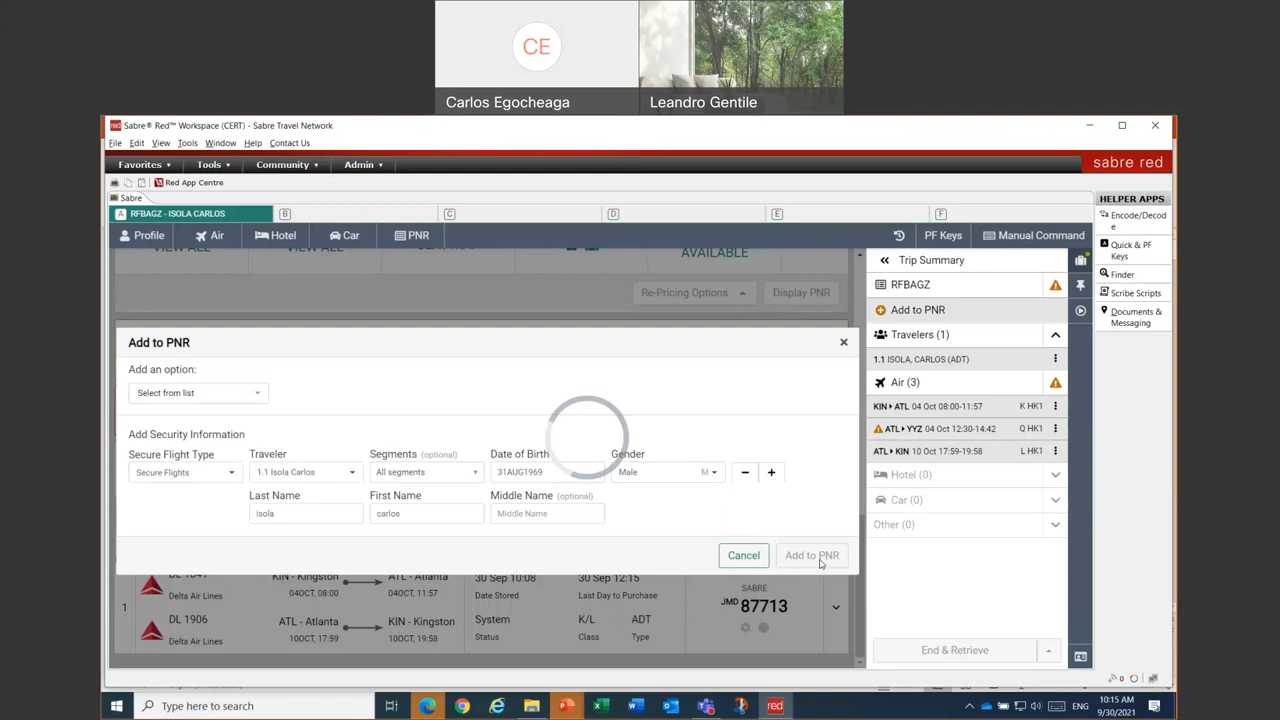 CE
Carlos Egocheaga
Leandro Gentile
red
Sabre® Red™ Workspace (CERT) - Sabre Travel Network
File Edit View Tools Window Help Contact Us
Favorites Tools Community Admin
sabre red
Red App Centre
Sabre
A RFBAGZ - ISOLA CARLOS B C D E F
Profile Air Hotel Car PNR PF Keys Manual Command
VIEW ALL VIEW ALL
AVAILABLE
Re-Pricing Options Display PNR
Add to PNR
Add an option:
Select from list
Add Security Information
Secure Flight Type Traveler Segments (optional) Date of Birth Gender
Secure Flights 1.1 Isola Carlos All segments 31AUG1969 Male M
Last Name First Name Middle Name (optional)
isola carlos Middle Name
Cancel Add to PNR
KIN - Kingston ATL - Atlanta 30 Sep 10:08 30 Sep 12:15
Delta Air Lines 04OCT, 08:00 04OCT, 11:57 Date Stored Last Day to Purchase
SABRE
JMD 87713
1
DL 1906 ATL - Atlanta KIN - Kingston System K/L ADT
Delta Air Lines 10OCT, 17:59 10OCT, 19:58 Status Class Type
Trip Summary
RFBAGZ
Add to PNR
Travelers (1)
1.1 ISOLA, CARLOS (ADT)
Air (3)
KIN ATL 04 Oct 08:00-11:57 K HK1
ATL YYZ 04 Oct 12:30-14:42 Q HK1
ATL KIN 10 Oct 17:59-19:58 L HK1
Hotel (0)
Car (0)
Other (0)
End & Retrieve
HELPER APPS
Encode/Decod
e
Quick & PF
Keys
Finder
Scribe Scripts
Documents &
Messaging
0
Type here to search
red
ENG
10:15 AM
9/30/2021